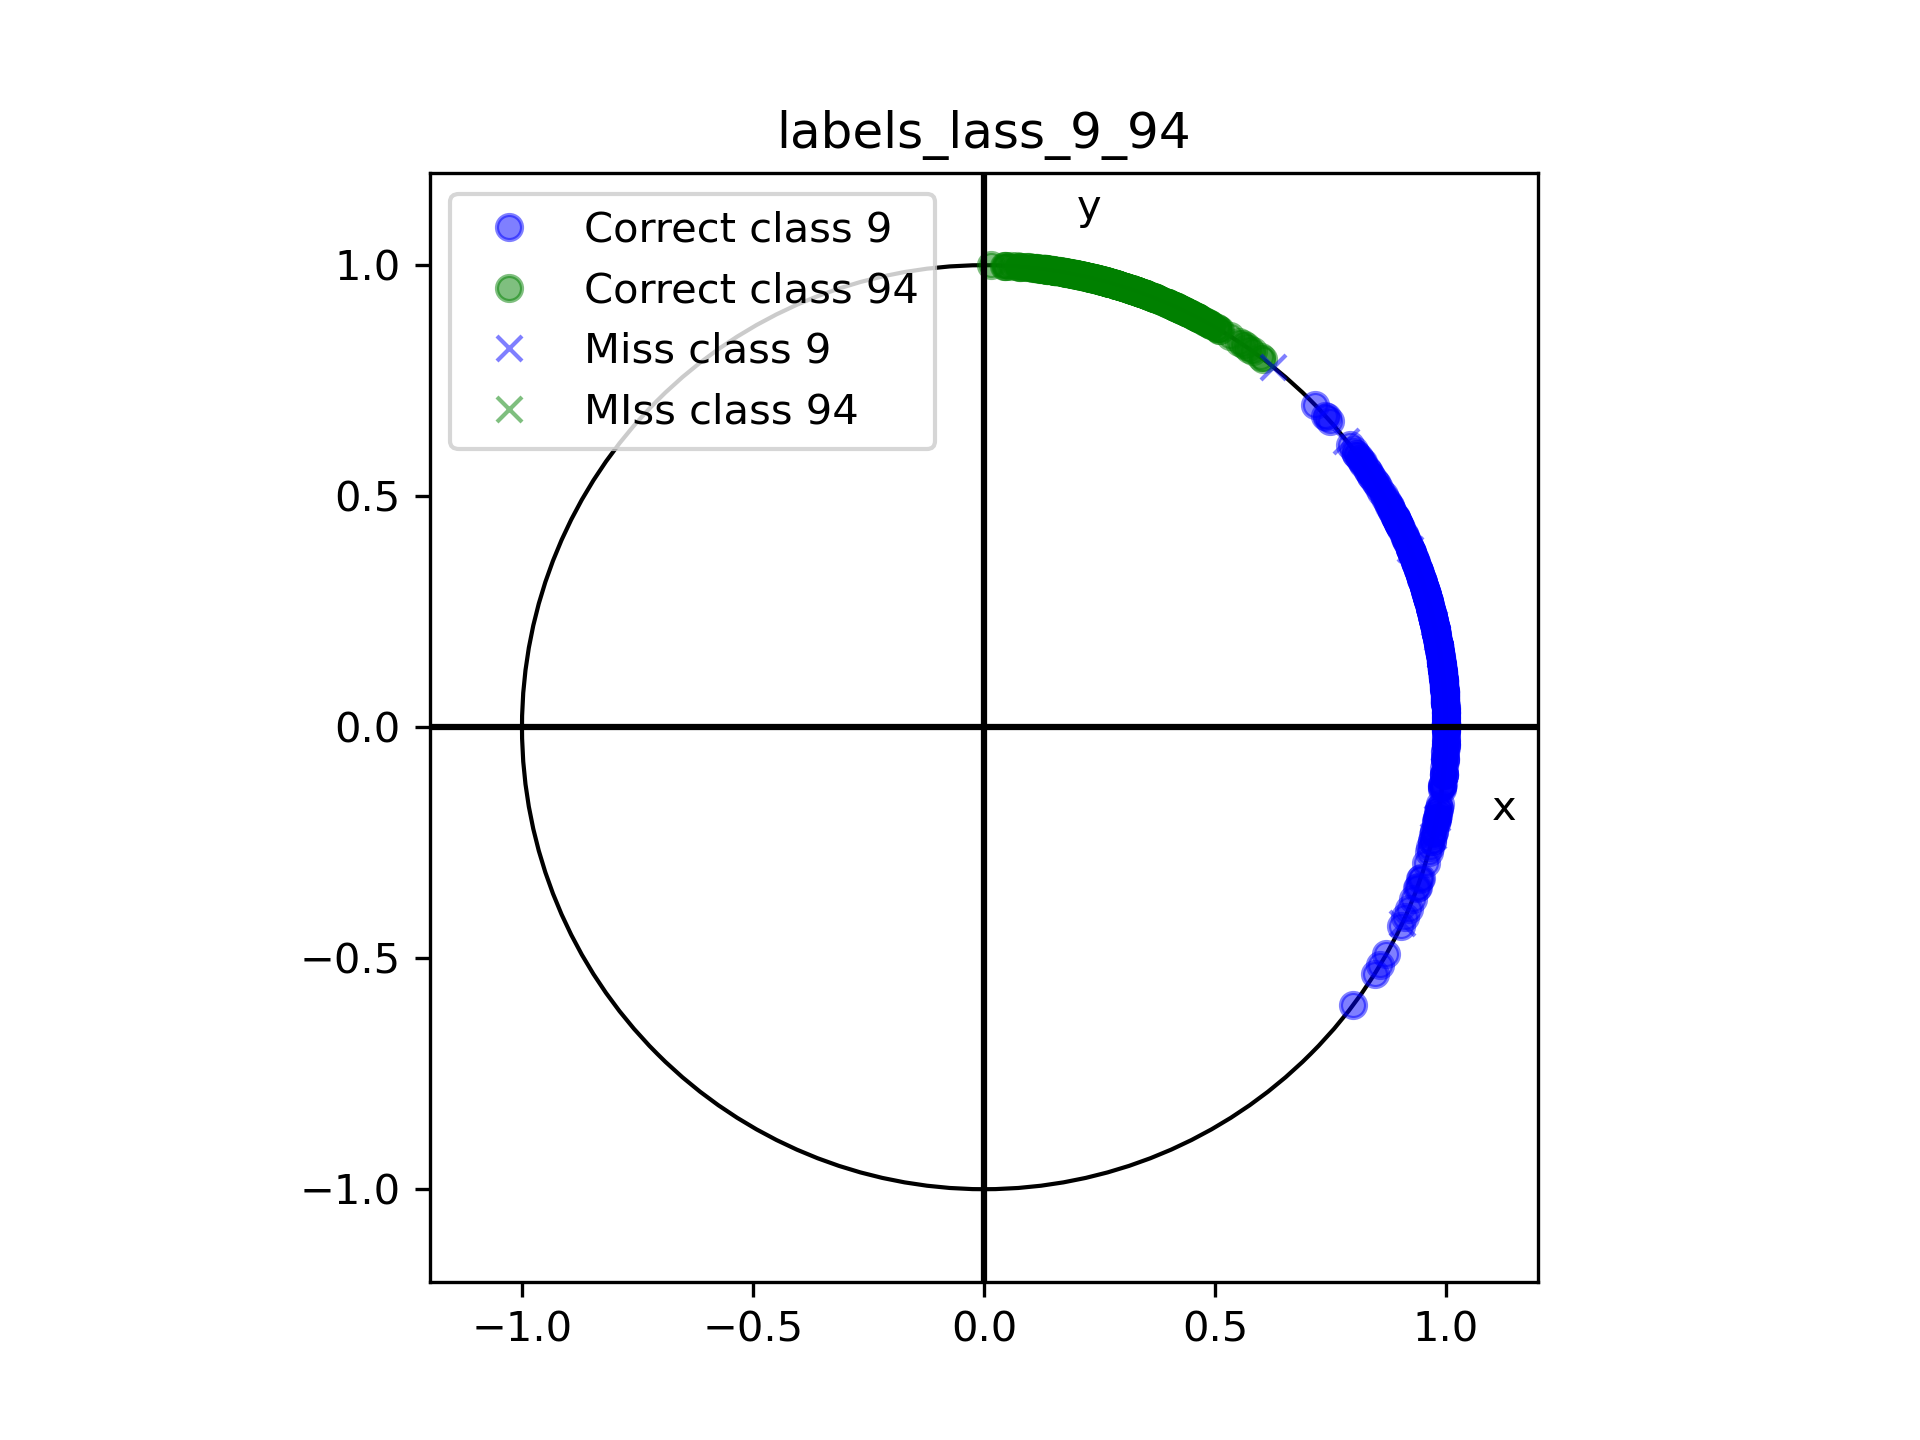 labels_lass_9_94
y
Correct class 9
Correct class 94
Miss class 9
MIss class 94
1.0
0.5
0.0
−0.5
−1.0
x
−1.0 −0.5 0.0 0.5 1.0